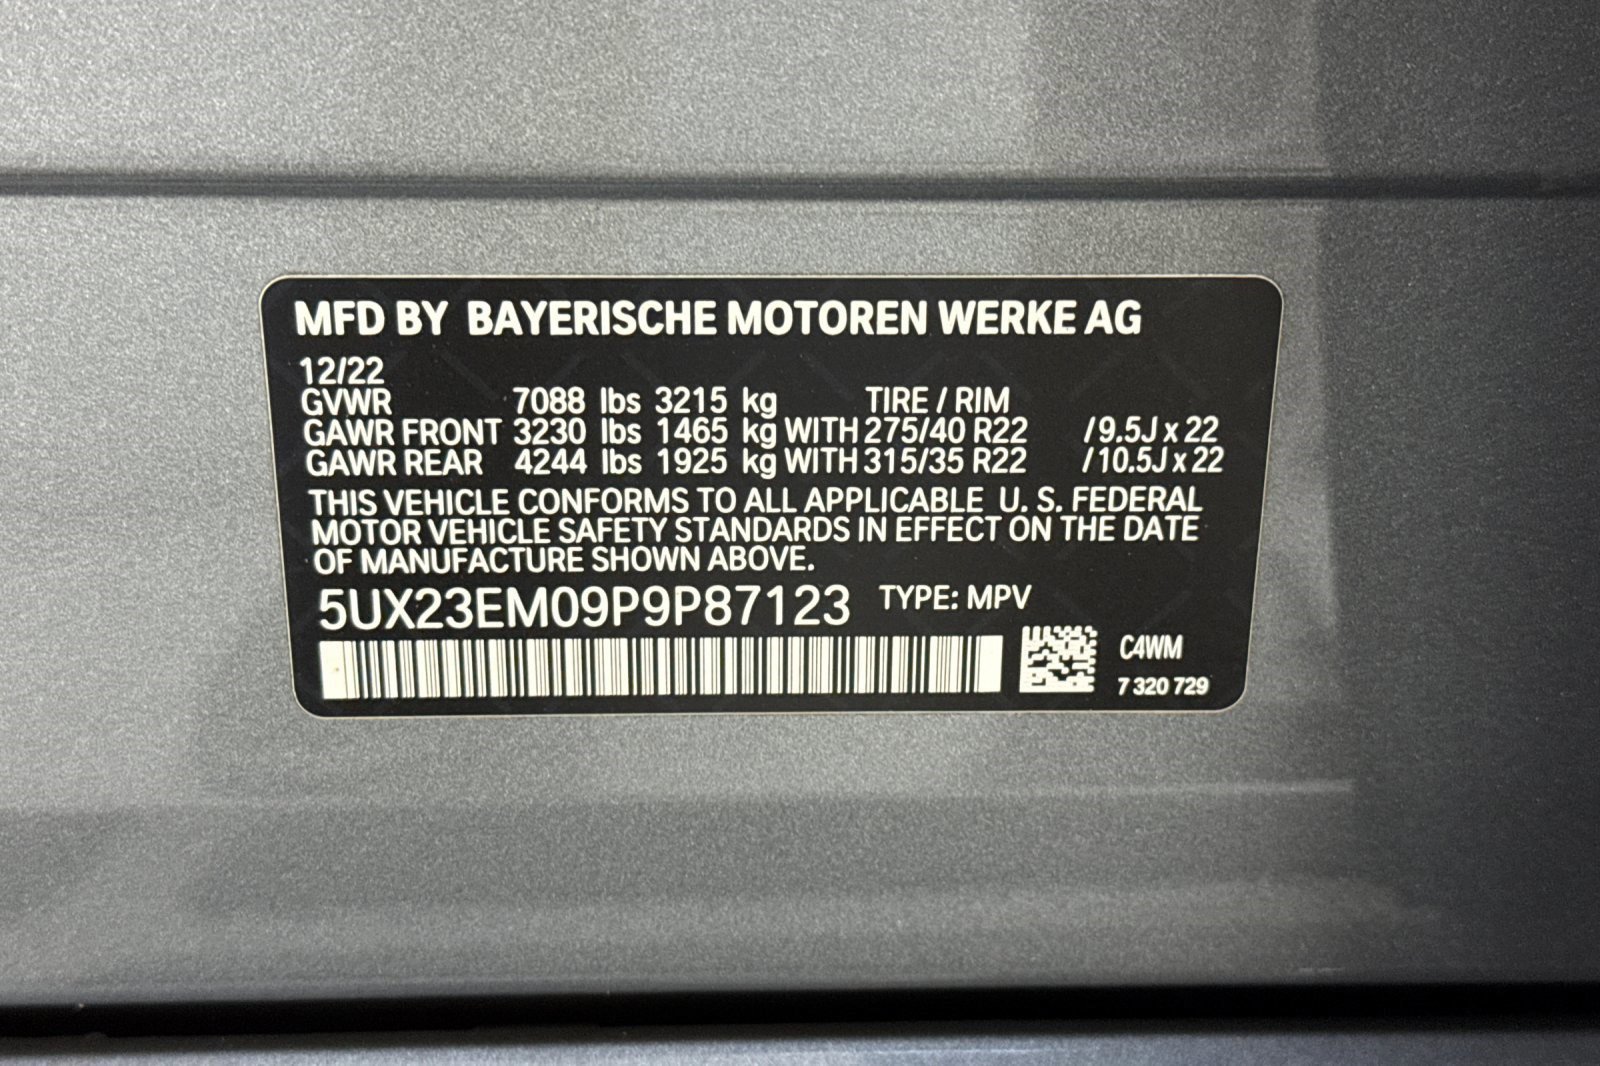 MFD BY BAYERISCHE MOTOREN WERKE AG
12/22
GVWR 7088 lbs 3215 kg TIRE / RIM
GAWR FRONT 3230 lbs 1465 kg WITH 275/40 R22 / 9.5J x 22
GAWR REAR 4244 lbs 1925 kg WITH 315/35 R22 / 10.5J x 22
THIS VEHICLE CONFORMS TO ALL APPLICABLE U. S. FEDERAL
MOTOR VEHICLE SAFETY STANDARDS IN EFFECT ON THE DATE
OF MANUFACTURE SHOWN ABOVE.
5UX23EM09P9P87123 TYPE: MPV
C4WM
7 320 729